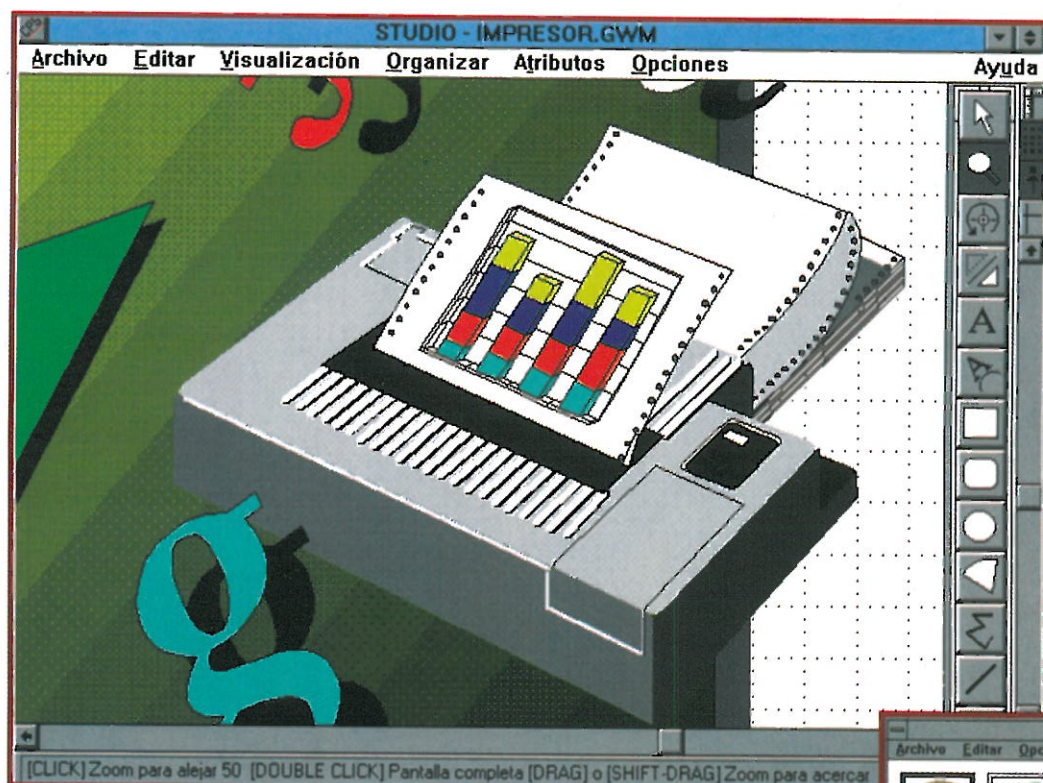 STUDIO - IMPRESOR.GWM
Archivo Editar Visualización Organizar Atributos Opciones Ayuda
A
g
[CLICK] Zoom para alejar 50 [DOUBLE CLICK] Pantalla completa [DRAG] o [SHIFT-DRAG] Zoom para acercar
Archivo Editar Opc